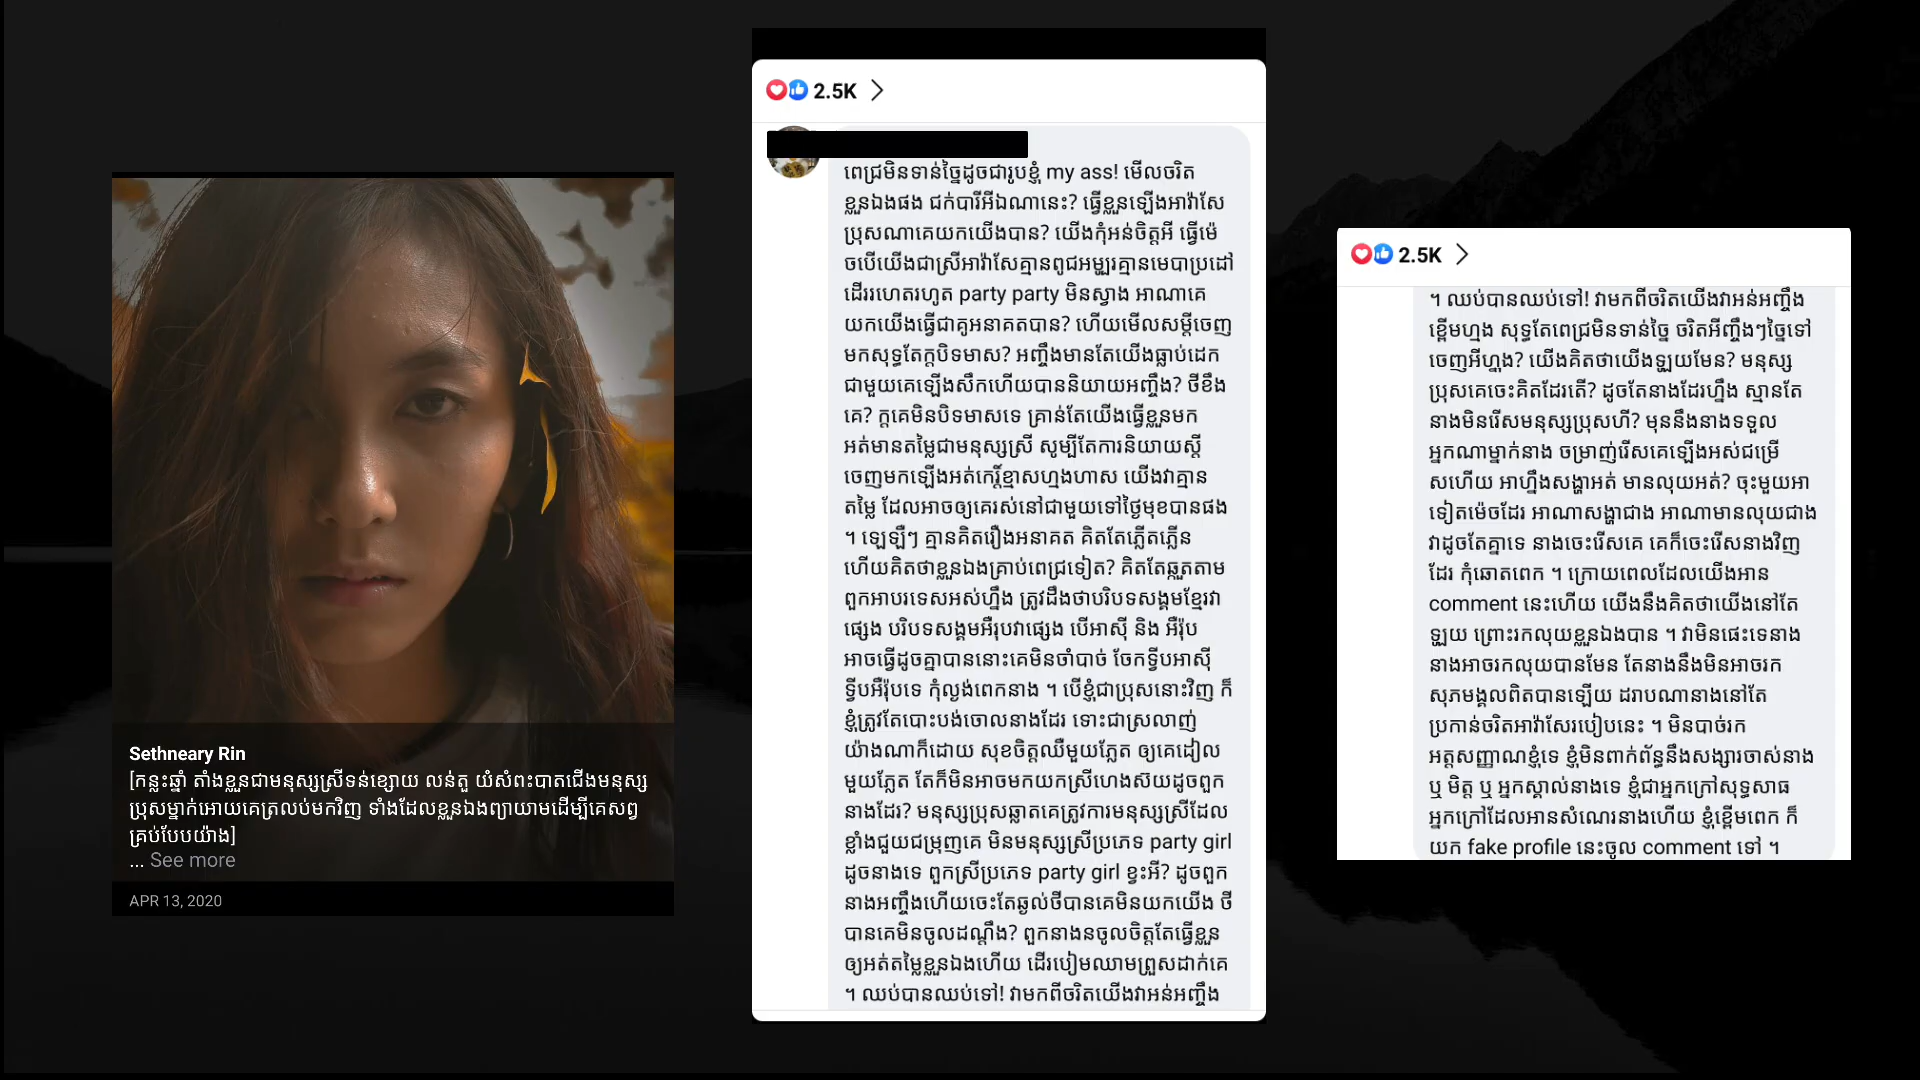 Sethneary Rin
[កន្លះឆ្នាំ តាំងខ្លួនជាមនុស្សស្រីទន់ខ្សោយ លន់តួ យំសំពះបាតជើងមនុស្ស
ប្រុសម្នាក់អោយគេត្រលប់មកវិញ ទាំងដែលខ្លួនឯងព្យាយាមដើម្បីគេសព្វ
គ្រប់បែបយ៉ាង]
... See more
APR 13, 2020
2.5K
ពេជ្រមិនទាន់ច្នៃដូចជារូបខ្ញុំ my ass! មើលចរិត
ខ្លួនឯងផង ជក់បារីអីឯណានេះ? ធ្វើខ្លួនឡើងអាវ៉ាសែ
ប្រុសណាគេយកយើងបាន? យើងកុំអន់ចិត្តអី ធ្វើម៉េ
ចបើយើងជាស្រីអាវ៉ាសែគ្មានពូជអម្បូរគ្មានមេបាប្រដៅ
ដើររហេតរហូត party party មិនស្វាង អាណាគេ
យកយើងធ្វើជាគូអនាគតបាន? ហើយមើលសម្ដីចេញ
មកសុទ្ធតែក្ដបិទមាស? អញ្ចឹងមានតែយើងធ្លាប់ដេក
ជាមួយគេឡើងសឹកហើយបាននិយាយអញ្ចឹង? ថីខឹង
គេ? ក្ដគេមិនបិទមាសទេ គ្រាន់តែយើងធ្វើខ្លួនមក
អត់មានតម្លៃជាមនុស្សស្រី សូម្បីតែការនិយាយស្ដី
ចេញមកឡើងអត់កេរ្តិ៍ខ្មាសហ្មងហាស យើងវាគ្មាន
តម្លៃ ដែលអាចឲ្យគេរស់នៅជាមួយទៅថ្ងៃមុខបានផង
។ ឡេឡឺៗ គ្មានគិតរឿងអនាគត គិតតែភ្លើតភ្លើន
ហើយគិតថាខ្លួនឯងគ្រាប់ពេជ្រទៀត? គិតតែឆ្កួតតាម
ពួកអាបរទេសអស់ហ្នឹង ត្រូវដឹងថាបរិបទសង្គមខ្មែរវា
ផ្សេង បរិបទសង្គមអឺរុបវាផ្សេង បើអាស៊ី និង អឺរ៉ុប
អាចធ្វើដូចគ្នាបាននោះគេមិនចាំបាច់ ចែកទ្វីបអាស៊ី
ទ្វីបអឺរ៉ុបទេ កុំល្ងង់ពេកនាង ។ បើខ្ញុំជាប្រុសនោះវិញ ក៏
ខ្ញុំត្រូវតែបោះបង់ចោលនាងដែរ ទោះជាស្រលាញ់
យ៉ាងណាក៏ដោយ សុខចិត្តឈឺមួយភ្លែត ឲ្យគេដៀល
មួយភ្លែត តែក៏មិនអាចមកយកស្រីហេងស៊យដូចពួក
នាងដែរ? មនុស្សប្រុសឆ្លាតគេត្រូវការមនុស្សស្រីដែល
ខ្លាំងជួយជម្រុញគេ មិនមនុស្សស្រីប្រភេទ party girl
ដូចនាងទេ ពួកស្រីប្រភេទ party girl ខ្វះអី? ដូចពួក
នាងអញ្ចឹងហើយចេះតែឆ្ងល់ថីបានគេមិនយកយើង ថី
បានគេមិនចូលដណ្ដឹង? ពួកនាងនចូលចិត្តតែធ្វើខ្លួន
ឲ្យអត់តម្លៃខ្លួនឯងហើយ ដើរបៀមឈាមព្រួសដាក់គេ
។ ឈប់បានឈប់ទៅ! វាមកពីចរិតយើងវាអន់អញ្ចឹង
2.5K
។ ឈប់បានឈប់ទៅ! វាមកពីចរិតយើងវាអន់អញ្ចឹង
ខ្ពើមហ្មង សុទ្ធតែពេជ្រមិនទាន់ច្នៃ ចរិតអីញ្ចឹងៗច្នៃទៅ
ចេញអីហ្នុង? យើងគិតថាយើងឡូយមែន? មនុស្ស
ប្រុសគេចេះគិតដែរតើ? ដូចតែនាងដែរហ្នឹង ស្មានតែ
នាងមិនរើសមនុស្សប្រុសហី? មុននឹងនាងទទួល
អ្នកណាម្នាក់នាង ចម្រាញ់រើសគេឡើងអស់ជម្រើ
សហើយ អាហ្នឹងសង្ហាអត់ មានលុយអត់? ចុះមួយអា
ទៀតម៉េចដែរ អាណាសង្ហាជាង អាណាមានលុយជាង
វាដូចតែគ្នាទេ នាងចេះរើសគេ គេក៏ចេះរើសនាងវិញ
ដែរ កុំឆោតពេក ។ ក្រោយពេលដែលយើងអាន
comment នេះហើយ យើងនឹងគិតថាយើងនៅតែ
ឡូយ ព្រោះរកលុយខ្លួនឯងបាន ។ វាមិនផេះទេនាង
នាងអាចរកលុយបានមែន តែនាងនឹងមិនអាចរក
សុភមង្គលពិតបានឡើយ ដរាបណានាងនៅតែ
ប្រកាន់ចរិតអាវ៉ាសែរបៀបនេះ ។ មិនបាច់រក
អត្តសញ្ញាណខ្ញុំទេ ខ្ញុំមិនពាក់ព័ន្ធនឹងសង្សារចាស់នាង
ឬ មិត្ត ឬ អ្នកស្គាល់នាងទេ ខ្ញុំជាអ្នកក្រៅសុទ្ធសាធ
អ្នកក្រៅដែលអានសំណេរនាងហើយ ខ្ញុំខ្ពើមពេក ក៏
យក fake profile នេះចូល comment ទៅ ។